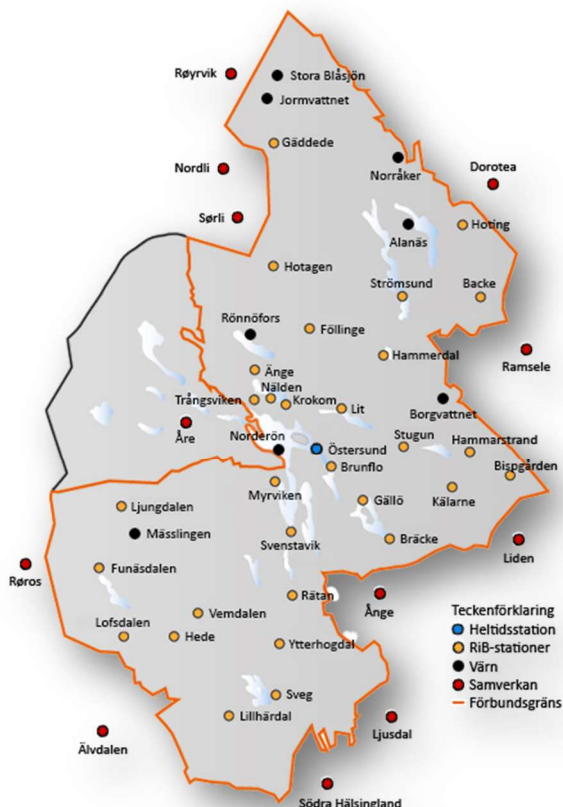 Røyrvik
Stora Blåsjön
Jormvattnet
Gäddede
Nordli
Norråker
Dorotea
Sørli
Alanäs
Hoting
Hotagen
Strömsund
Backe
Rönnöfors
Föllinge
Hammerdal
Ramsele
Änge
Nälden
Trångsviken
Krokom
Lit
Borgvattnet
Åre
Norderön
Östersund
Stugun
Hammarstrand
Brunflo
Bispgården
Myrviken
Gällö
Kälarne
Ljungdalen
Mässlingen
Svenstavik
Bräcke
Liden
Røros
Funäsdalen
Rätan
Ånge
Lofsdalen
Vemdalen
Hede
Ytterhogdal
Teckenförklaring
Heltidsstation
RiB-stationer
Värn
Samverkan
Förbundsgräns
Sveg
Lillhärdal
Ljusdal
Älvdalen
Södra Hälsingland